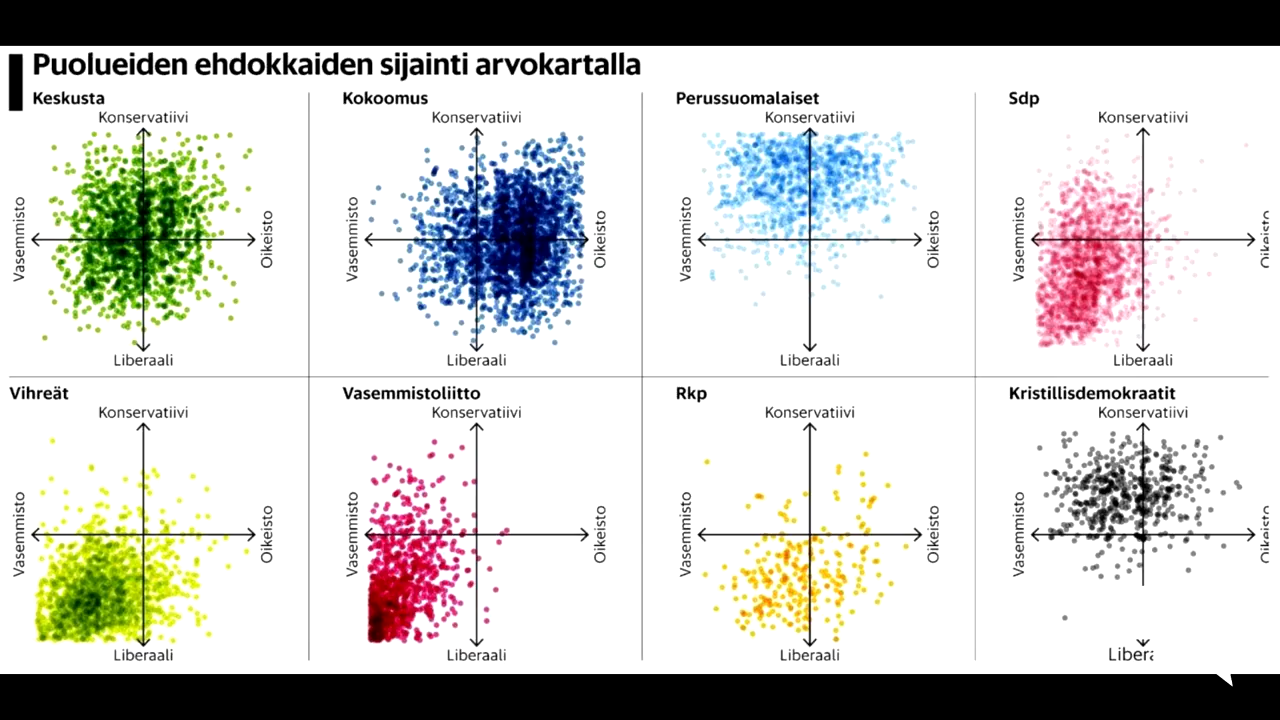 Puolueiden ehdokkaiden sijainti arvokartalla
Keskusta
Konservatiivi
Vasemmisto
Oikeisto
Liberaali
Kokoomus
Konservatiivi
Vasemmisto
Oikeisto
Liberaali
Perussuomalaiset
Konservatiivi
Vasemmisto
Oikeisto
Liberaali
Sdp
Konservatiivi
Vasemmisto
Liberaali
Vihreät
Konservatiivi
Vasemmisto
Oikeisto
Liberaali
Vasemmistoliitto
Konservatiivi
Vasemmisto
Oikeisto
Liberaali
Rkp
Konservatiivi
Vasemmisto
Oikeisto
Liberaali
Kristillisdemokraatit
Konservatiivi
Vasemmisto